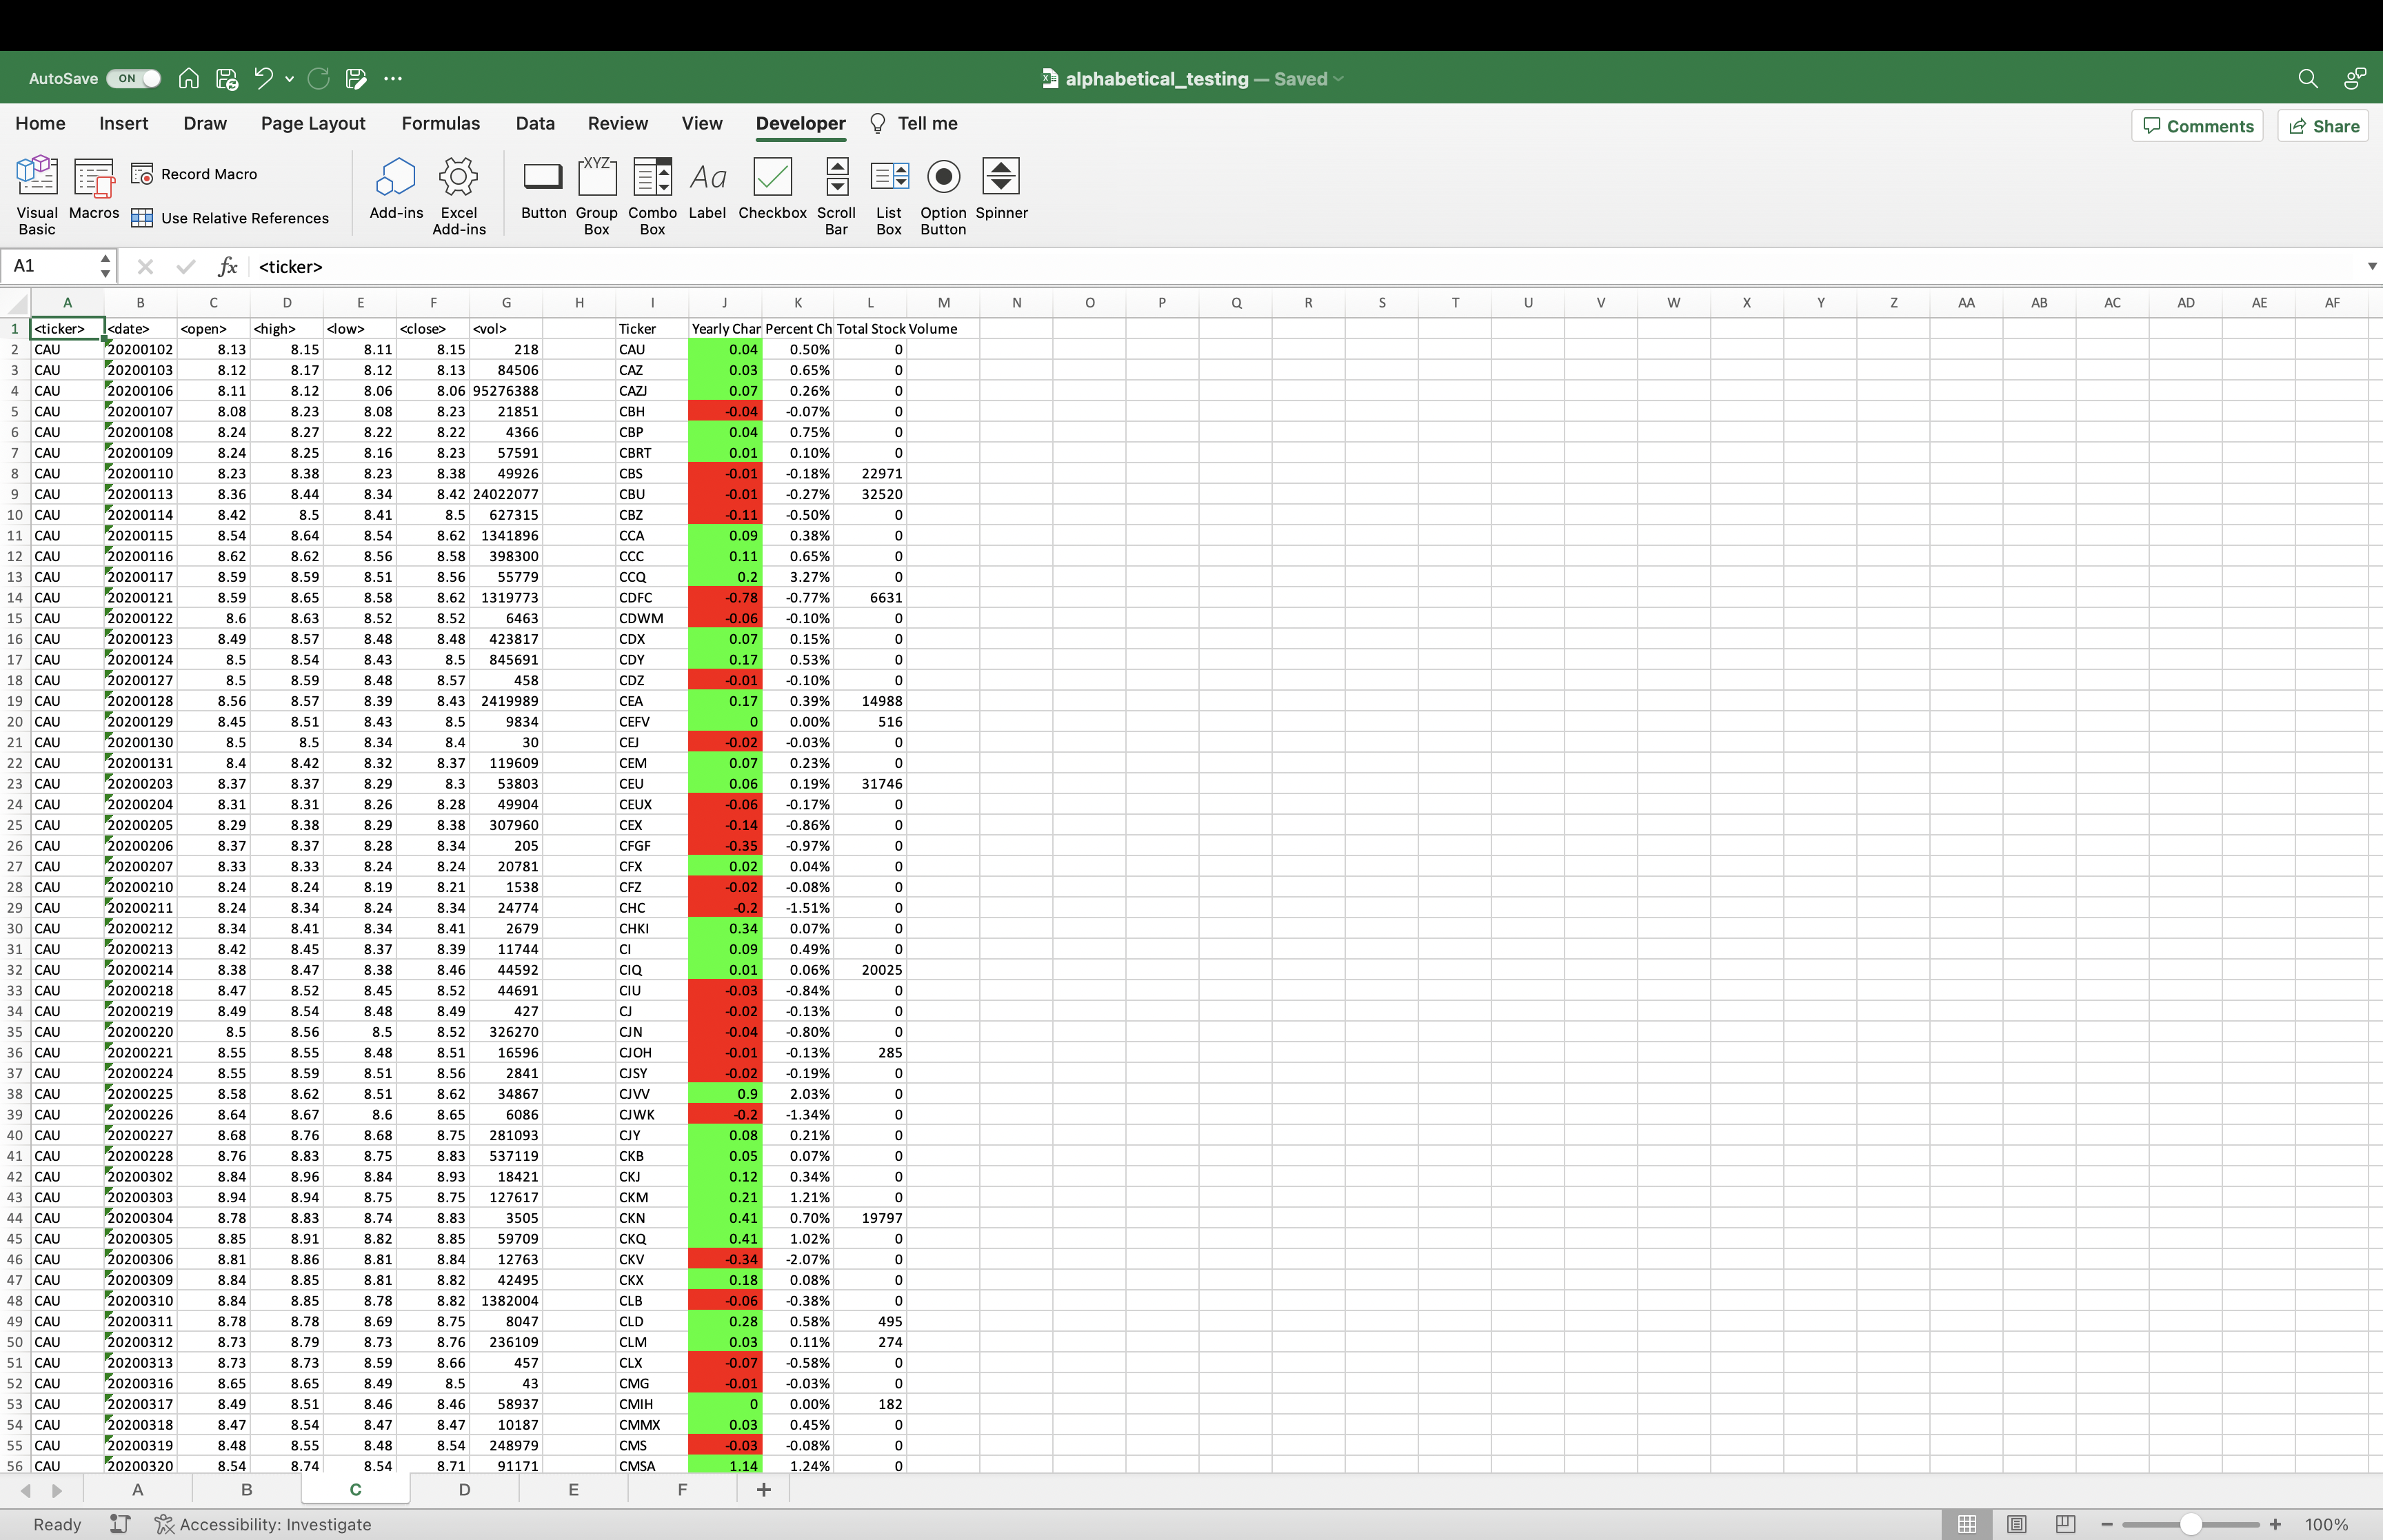 AutoSave ON alphabetical_testing — Saved
Home Insert Draw Page Layout Formulas Data Review View Developer Tell me Comments Share
Visual Basic Macros Record Macro Use Relative References Add-ins Excel Add-ins Button XYZ Group Box Combo Box Aa Label Checkbox Scroll Bar List Box Option Button Spinner
A1 fx <ticker>
A B C D E F G H I J K L M N O P Q R S T U V W X Y Z AA AB AC AD AE AF
1 <ticker> <date> <open> <high> <low> <close> <vol> Ticker Yearly Char Percent Ch Total Stock Volume
2 CAU 20200102 8.13 8.15 8.11 8.15 218 CAU 0.04 0.50% 0
3 CAU 20200103 8.12 8.17 8.12 8.13 84506 CAZ 0.03 0.65% 0
4 CAU 20200106 8.11 8.12 8.06 8.06 95276388 CAZJ 0.07 0.26% 0
5 CAU 20200107 8.08 8.23 8.08 8.23 21851 CBH -0.04 -0.07% 0
6 CAU 20200108 8.24 8.27 8.22 8.22 4366 CBP 0.04 0.75% 0
7 CAU 20200109 8.24 8.25 8.16 8.23 57591 CBRT 0.01 0.10% 0
8 CAU 20200110 8.23 8.38 8.23 8.38 49926 CBS -0.01 -0.18% 22971
9 CAU 20200113 8.36 8.44 8.34 8.42 24022077 CBU -0.01 -0.27% 32520
10 CAU 20200114 8.42 8.5 8.41 8.5 627315 CBZ -0.11 -0.50% 0
11 CAU 20200115 8.54 8.64 8.54 8.62 1341896 CCA 0.09 0.38% 0
12 CAU 20200116 8.62 8.62 8.56 8.58 398300 CCC 0.11 0.65% 0
13 CAU 20200117 8.59 8.59 8.51 8.56 55779 CCQ 0.2 3.27% 0
14 CAU 20200121 8.59 8.65 8.58 8.62 1319773 CDFC -0.78 -0.77% 6631
15 CAU 20200122 8.6 8.63 8.52 8.52 6463 CDWM -0.06 -0.10% 0
16 CAU 20200123 8.49 8.57 8.48 8.48 423817 CDX 0.07 0.15% 0
17 CAU 20200124 8.5 8.54 8.43 8.5 845691 CDY 0.17 0.53% 0
18 CAU 20200127 8.5 8.59 8.48 8.57 458 CDZ -0.01 -0.10% 0
19 CAU 20200128 8.56 8.57 8.39 8.43 2419989 CEA 0.17 0.39% 14988
20 CAU 20200129 8.45 8.51 8.43 8.5 9834 CEFV 0 0.00% 516
21 CAU 20200130 8.5 8.5 8.34 8.4 30 CEJ -0.02 -0.03% 0
22 CAU 20200131 8.4 8.42 8.32 8.37 119609 CEM 0.07 0.23% 0
23 CAU 20200203 8.37 8.37 8.29 8.3 53803 CEU 0.06 0.19% 31746
24 CAU 20200204 8.31 8.31 8.26 8.28 49904 CEUX -0.06 -0.17% 0
25 CAU 20200205 8.29 8.38 8.29 8.38 307960 CEX -0.14 -0.86% 0
26 CAU 20200206 8.37 8.37 8.28 8.34 205 CFGF -0.35 -0.97% 0
27 CAU 20200207 8.33 8.33 8.24 8.24 20781 CFX 0.02 0.04% 0
28 CAU 20200210 8.24 8.24 8.19 8.21 1538 CFZ -0.02 -0.08% 0
29 CAU 20200211 8.24 8.34 8.24 8.34 24774 CHC -0.2 -1.51% 0
30 CAU 20200212 8.34 8.41 8.34 8.41 2679 CHKI 0.34 0.07% 0
31 CAU 20200213 8.42 8.45 8.37 8.39 11744 CI 0.09 0.49% 0
32 CAU 20200214 8.38 8.47 8.38 8.46 44592 CIQ 0.01 0.06% 20025
33 CAU 20200218 8.47 8.52 8.45 8.52 44691 CIU -0.03 -0.84% 0
34 CAU 20200219 8.49 8.54 8.48 8.49 427 CJ -0.02 -0.13% 0
35 CAU 20200220 8.5 8.56 8.5 8.52 326270 CJN -0.04 -0.80% 0
36 CAU 20200221 8.55 8.55 8.48 8.51 16596 CJOH -0.01 -0.13% 285
37 CAU 20200224 8.55 8.59 8.51 8.56 2841 CJSY -0.02 -0.19% 0
38 CAU 20200225 8.58 8.62 8.51 8.62 34867 CJVV 0.9 2.03% 0
39 CAU 20200226 8.64 8.67 8.6 8.65 6086 CJWK -0.2 -1.34% 0
40 CAU 20200227 8.68 8.76 8.68 8.75 281093 CJY 0.08 0.21% 0
41 CAU 20200228 8.76 8.83 8.75 8.83 537119 CKB 0.05 0.07% 0
42 CAU 20200302 8.84 8.96 8.84 8.93 18421 CKJ 0.12 0.34% 0
43 CAU 20200303 8.94 8.94 8.75 8.75 127617 CKM 0.21 1.21% 0
44 CAU 20200304 8.78 8.83 8.74 8.83 3505 CKN 0.41 0.70% 19797
45 CAU 20200305 8.85 8.91 8.82 8.85 59709 CKQ 0.41 1.02% 0
46 CAU 20200306 8.81 8.86 8.81 8.84 12763 CKV -0.34 -2.07% 0
47 CAU 20200309 8.84 8.85 8.81 8.82 42495 CKX 0.18 0.08% 0
48 CAU 20200310 8.84 8.85 8.78 8.82 1382004 CLB -0.06 -0.38% 0
49 CAU 20200311 8.78 8.78 8.69 8.75 8047 CLD 0.28 0.58% 495
50 CAU 20200312 8.73 8.79 8.73 8.76 236109 CLM 0.03 0.11% 274
51 CAU 20200313 8.73 8.73 8.59 8.66 457 CLX -0.07 -0.58% 0
52 CAU 20200316 8.65 8.65 8.49 8.5 43 CMG -0.01 -0.03% 0
53 CAU 20200317 8.49 8.51 8.46 8.46 58937 CMIH 0 0.00% 182
54 CAU 20200318 8.47 8.54 8.47 8.47 10187 CMMX 0.03 0.45% 0
55 CAU 20200319 8.48 8.55 8.48 8.54 248979 CMS -0.03 -0.08% 0
56 CAU 20200320 8.54 8.74 8.54 8.71 91171 CMSA 1.14 1.24% 0
A B C D E F +
Ready Accessibility: Investigate 100%